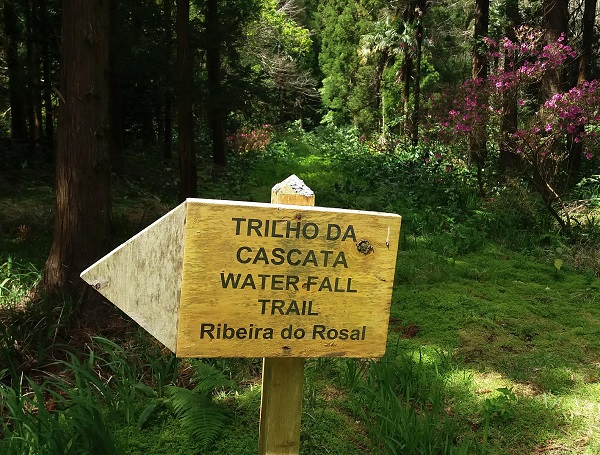 TRILHO DA
CASCATA
WATER FALL
TRAIL
Ribeira do Rosal